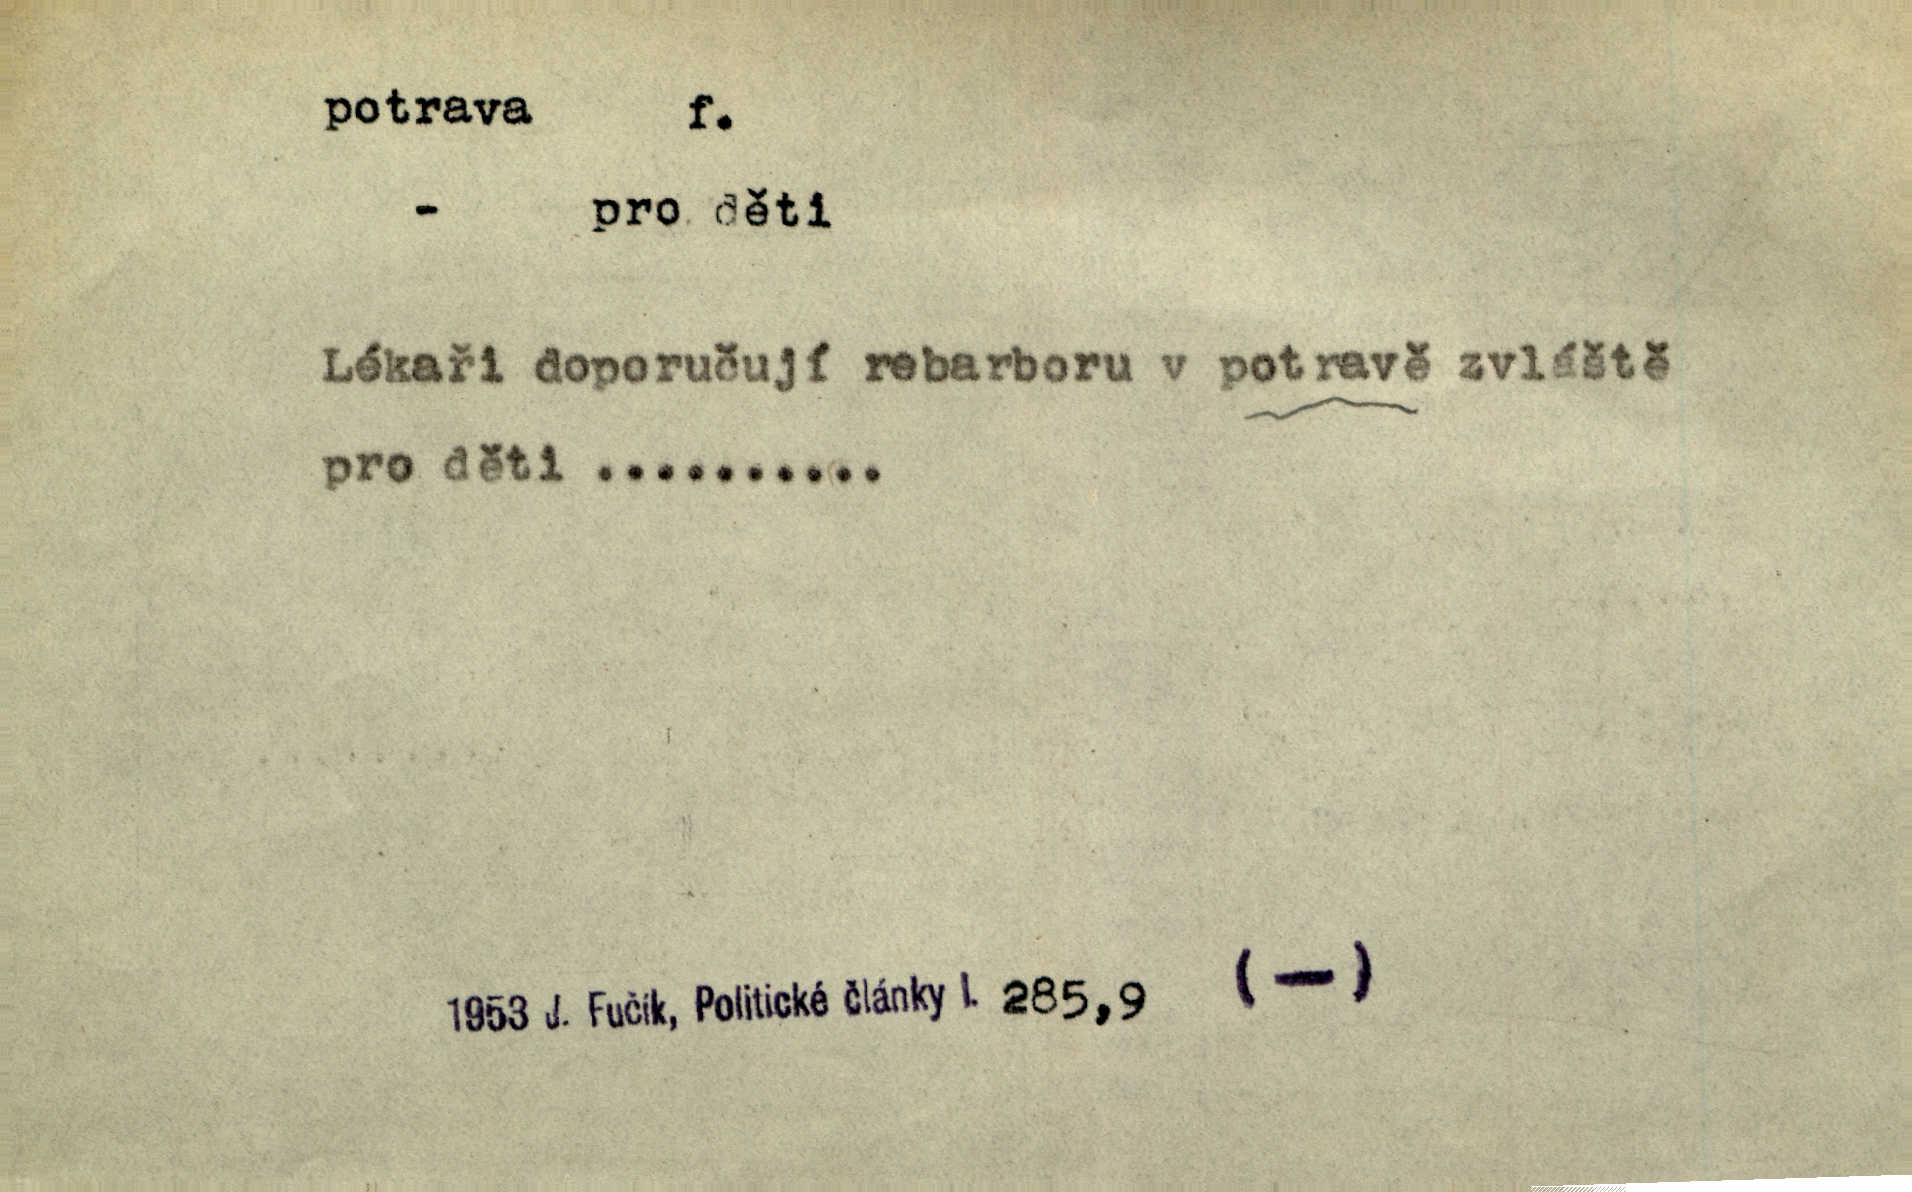 potrava f.
- pro děti
Lékaři doporučují rebarboru v potravě zvláště
pro děti ..........
1953 J. Fučík, Politické články I. 285,9 (—)